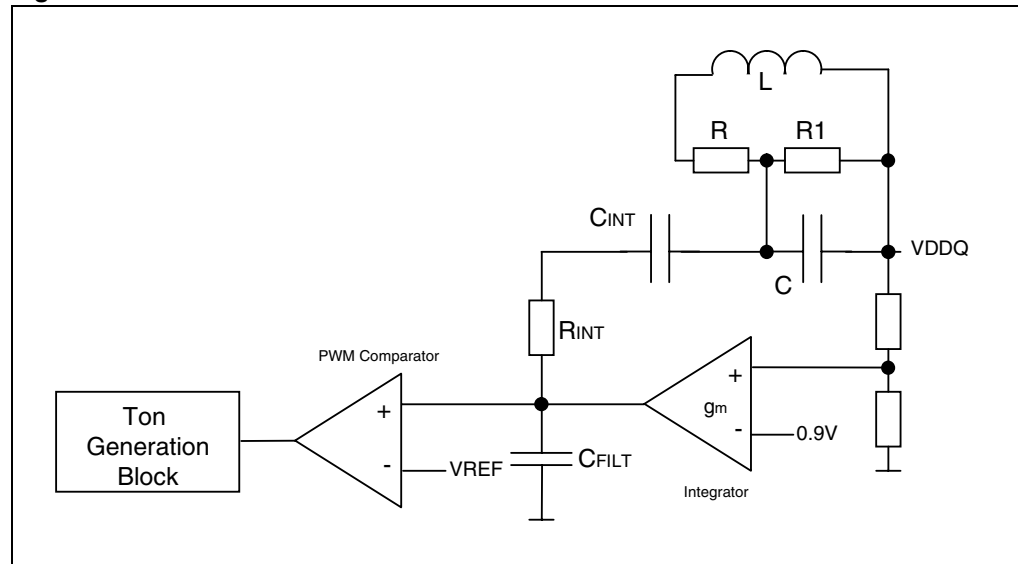 L
R R1
CINT
VDDQ
C
RINT
PWM Comparator
+
gm
-
0.9V
Ton
Generation
Block
+
-
VREF
CFILT
Integrator